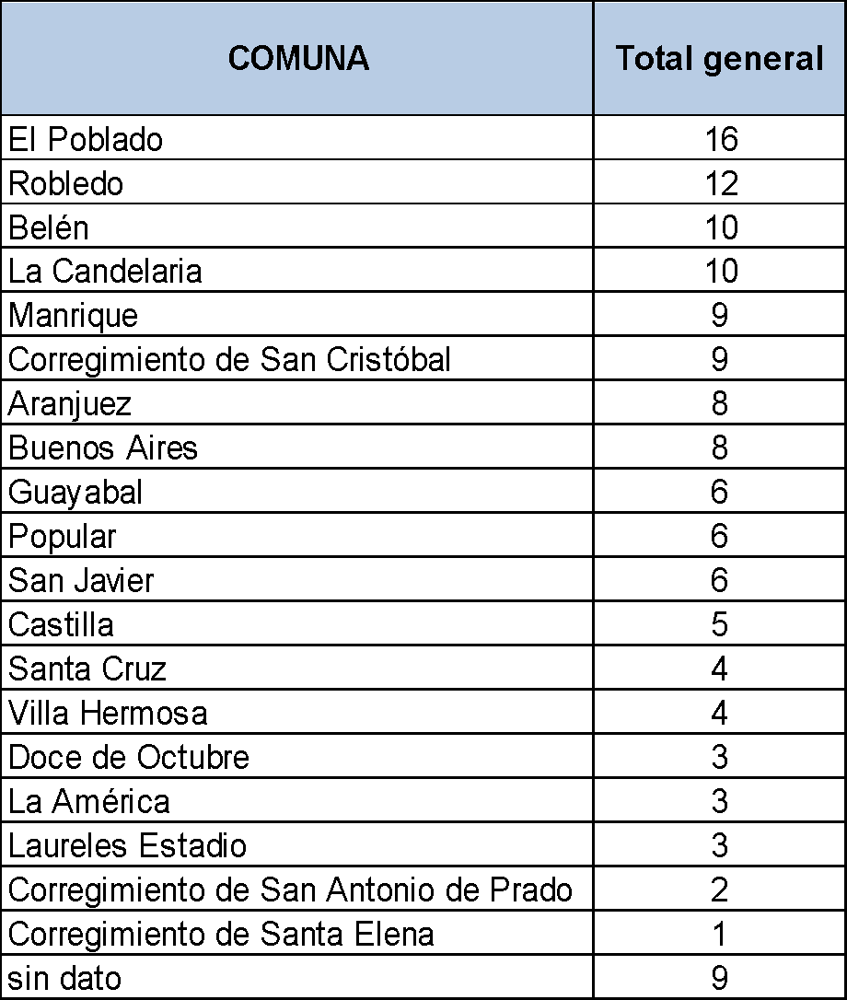 COMUNA Total general
El Poblado 16
Robledo 12
Belén 10
La Candelaria 10
Manrique 9
Corregimiento de San Cristóbal 9
Aranjuez 8
Buenos Aires 8
Guayabal 6
Popular 6
San Javier 6
Castilla 5
Santa Cruz 4
Villa Hermosa 4
Doce de Octubre 3
La América 3
Laureles Estadio 3
Corregimiento de San Antonio de Prado 2
Corregimiento de Santa Elena 1
sin dato 9